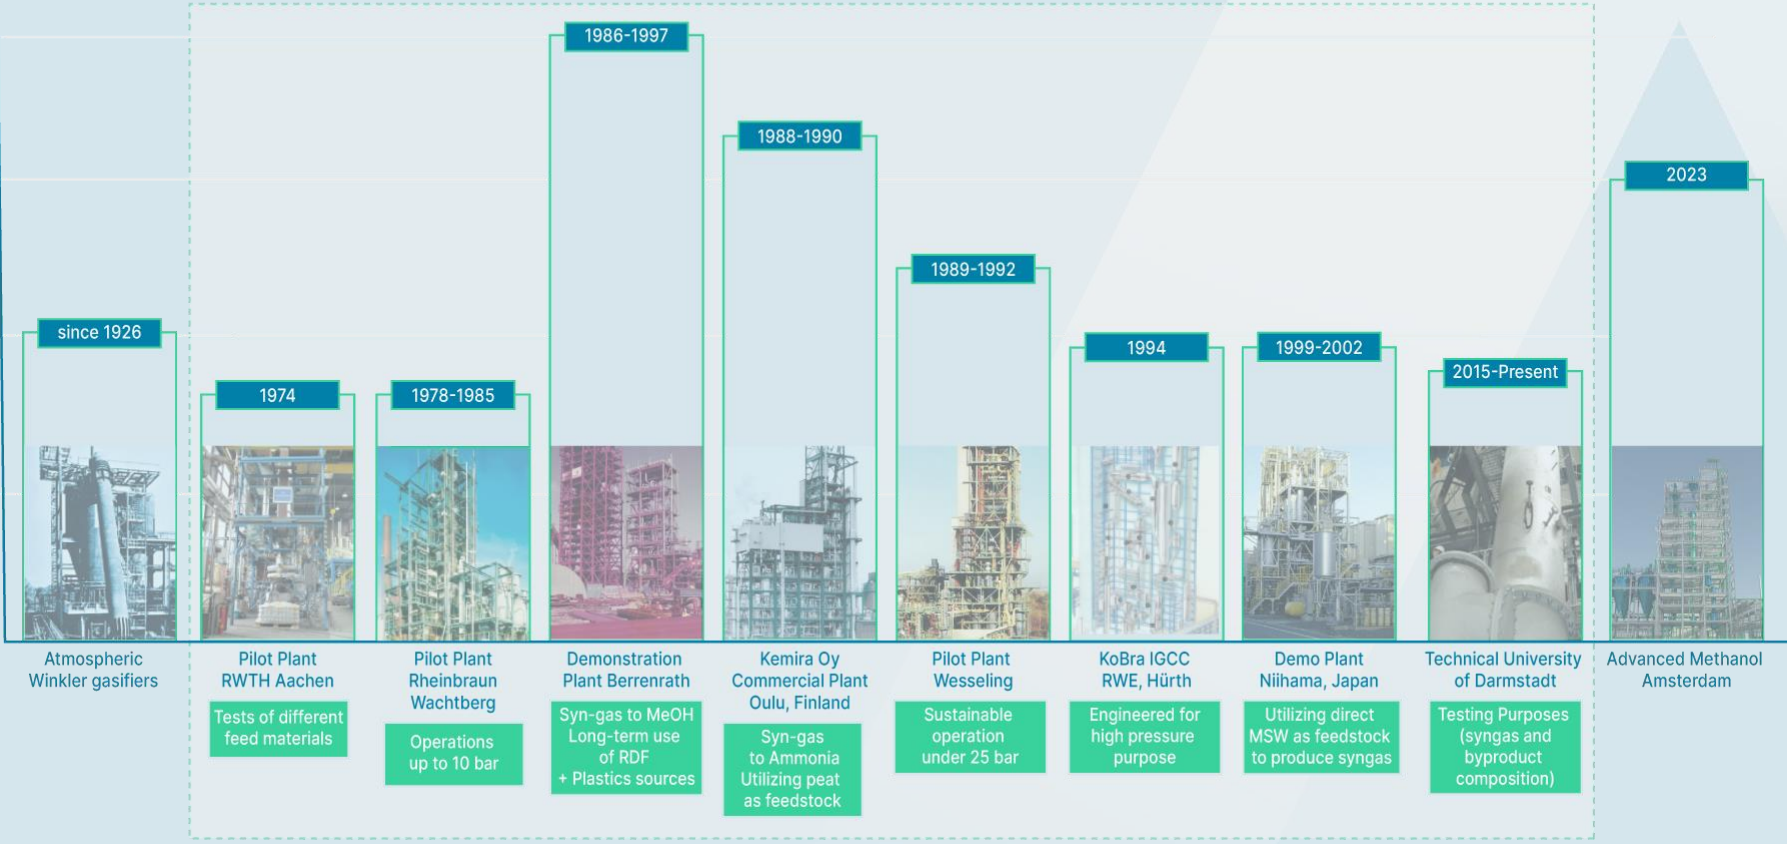 since 1926
Atmospheric
Winkler gasifiers
1974
Pilot Plant
RWTH Aachen
Tests of different
feed materials
1978-1985
Pilot Plant
Rheinbraun
Wachtberg
Operations
up to 10 bar
1986-1997
Demonstration
Plant Berrenrath
Syn-gas to MeOH
Long-term use
of RDF
+ Plastics sources
1988-1990
Kemira Oy
Commercial Plant
Oulu, Finland
Syn-gas
to Ammonia
Utilizing peat
as feedstock
1989-1992
Pilot Plant
Wesseling
Sustainable
operation
under 25 bar
1994
KoBra IGCC
RWE, Hürth
Engineered for
high pressure
purpose
1999-2002
Demo Plant
Niihama, Japan
Utilizing direct
MSW as feedstock
to produce syngas
2015-Present
Technical University
of Darmstadt
Testing Purposes
(syngas and
byproduct
composition)
2023
Advanced Methanol
Amsterdam